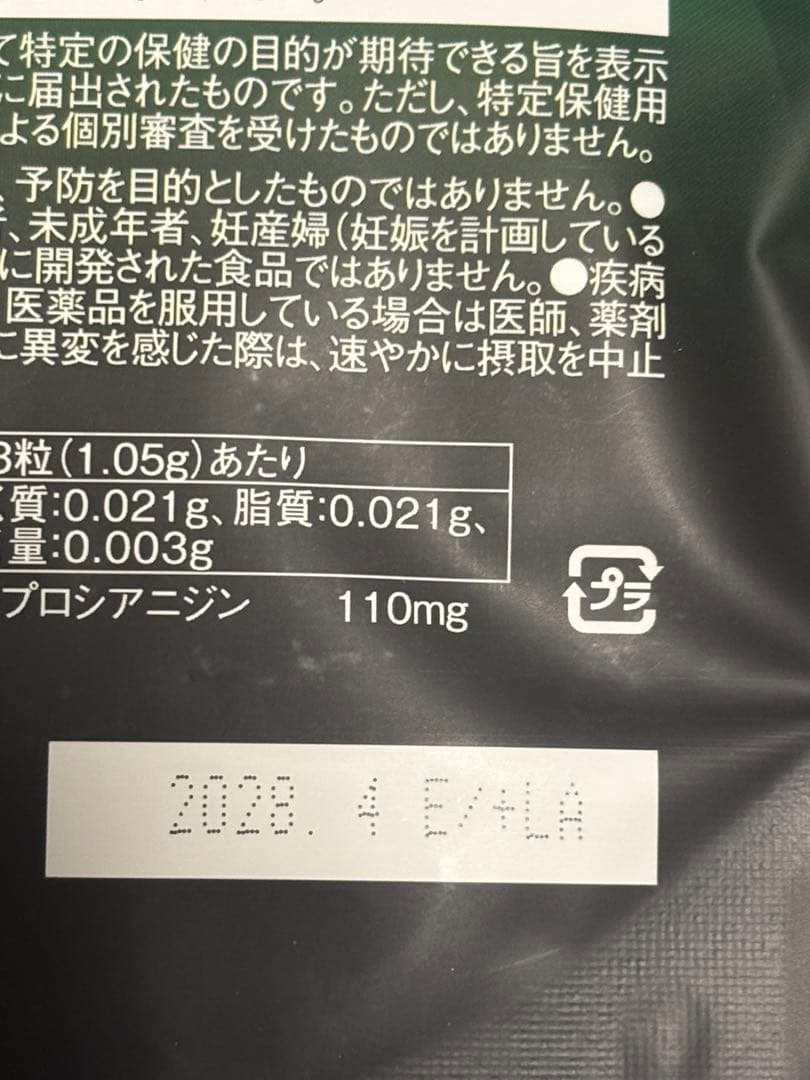 て特定の保健の目的が期待できる旨を表示
に届出されたものです。ただし、特定保健用
よる個別審査を受けたものではありません。
、予防を目的としたものではありません。●
、未成年者、妊産婦(妊娠を計画している
に開発された食品ではありません。●疾病
医薬品を服用している場合は医師、薬剤
に異変を感じた際は、速やかに摂取を中止
3粒(1.05g)あたり
質:0.021g、脂質:0.021g、
量:0.003g
プロシアニジン 110mg
プラ
2028. 4 E/+LA